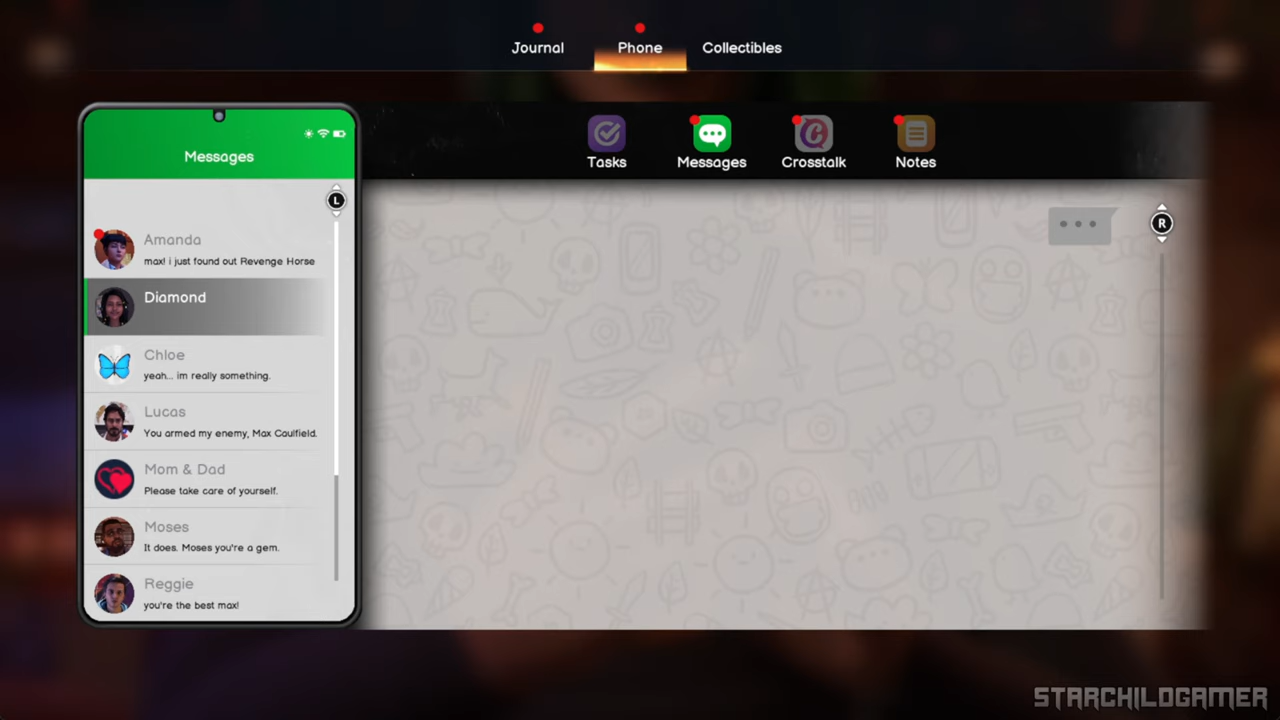 Journal
Phone
Collectibles
Messages
Tasks
Messages
Crosstalk
Notes
L
R
Amanda
max! i just found out Revenge Horse
Diamond
Chloe
yeah... im really something.
Lucas
You armed my enemy, Max Caulfield.
Mom & Dad
Please take care of yourself.
Moses
It does. Moses you're a gem.
Reggie
you're the best max!
STARCHILDGAMER